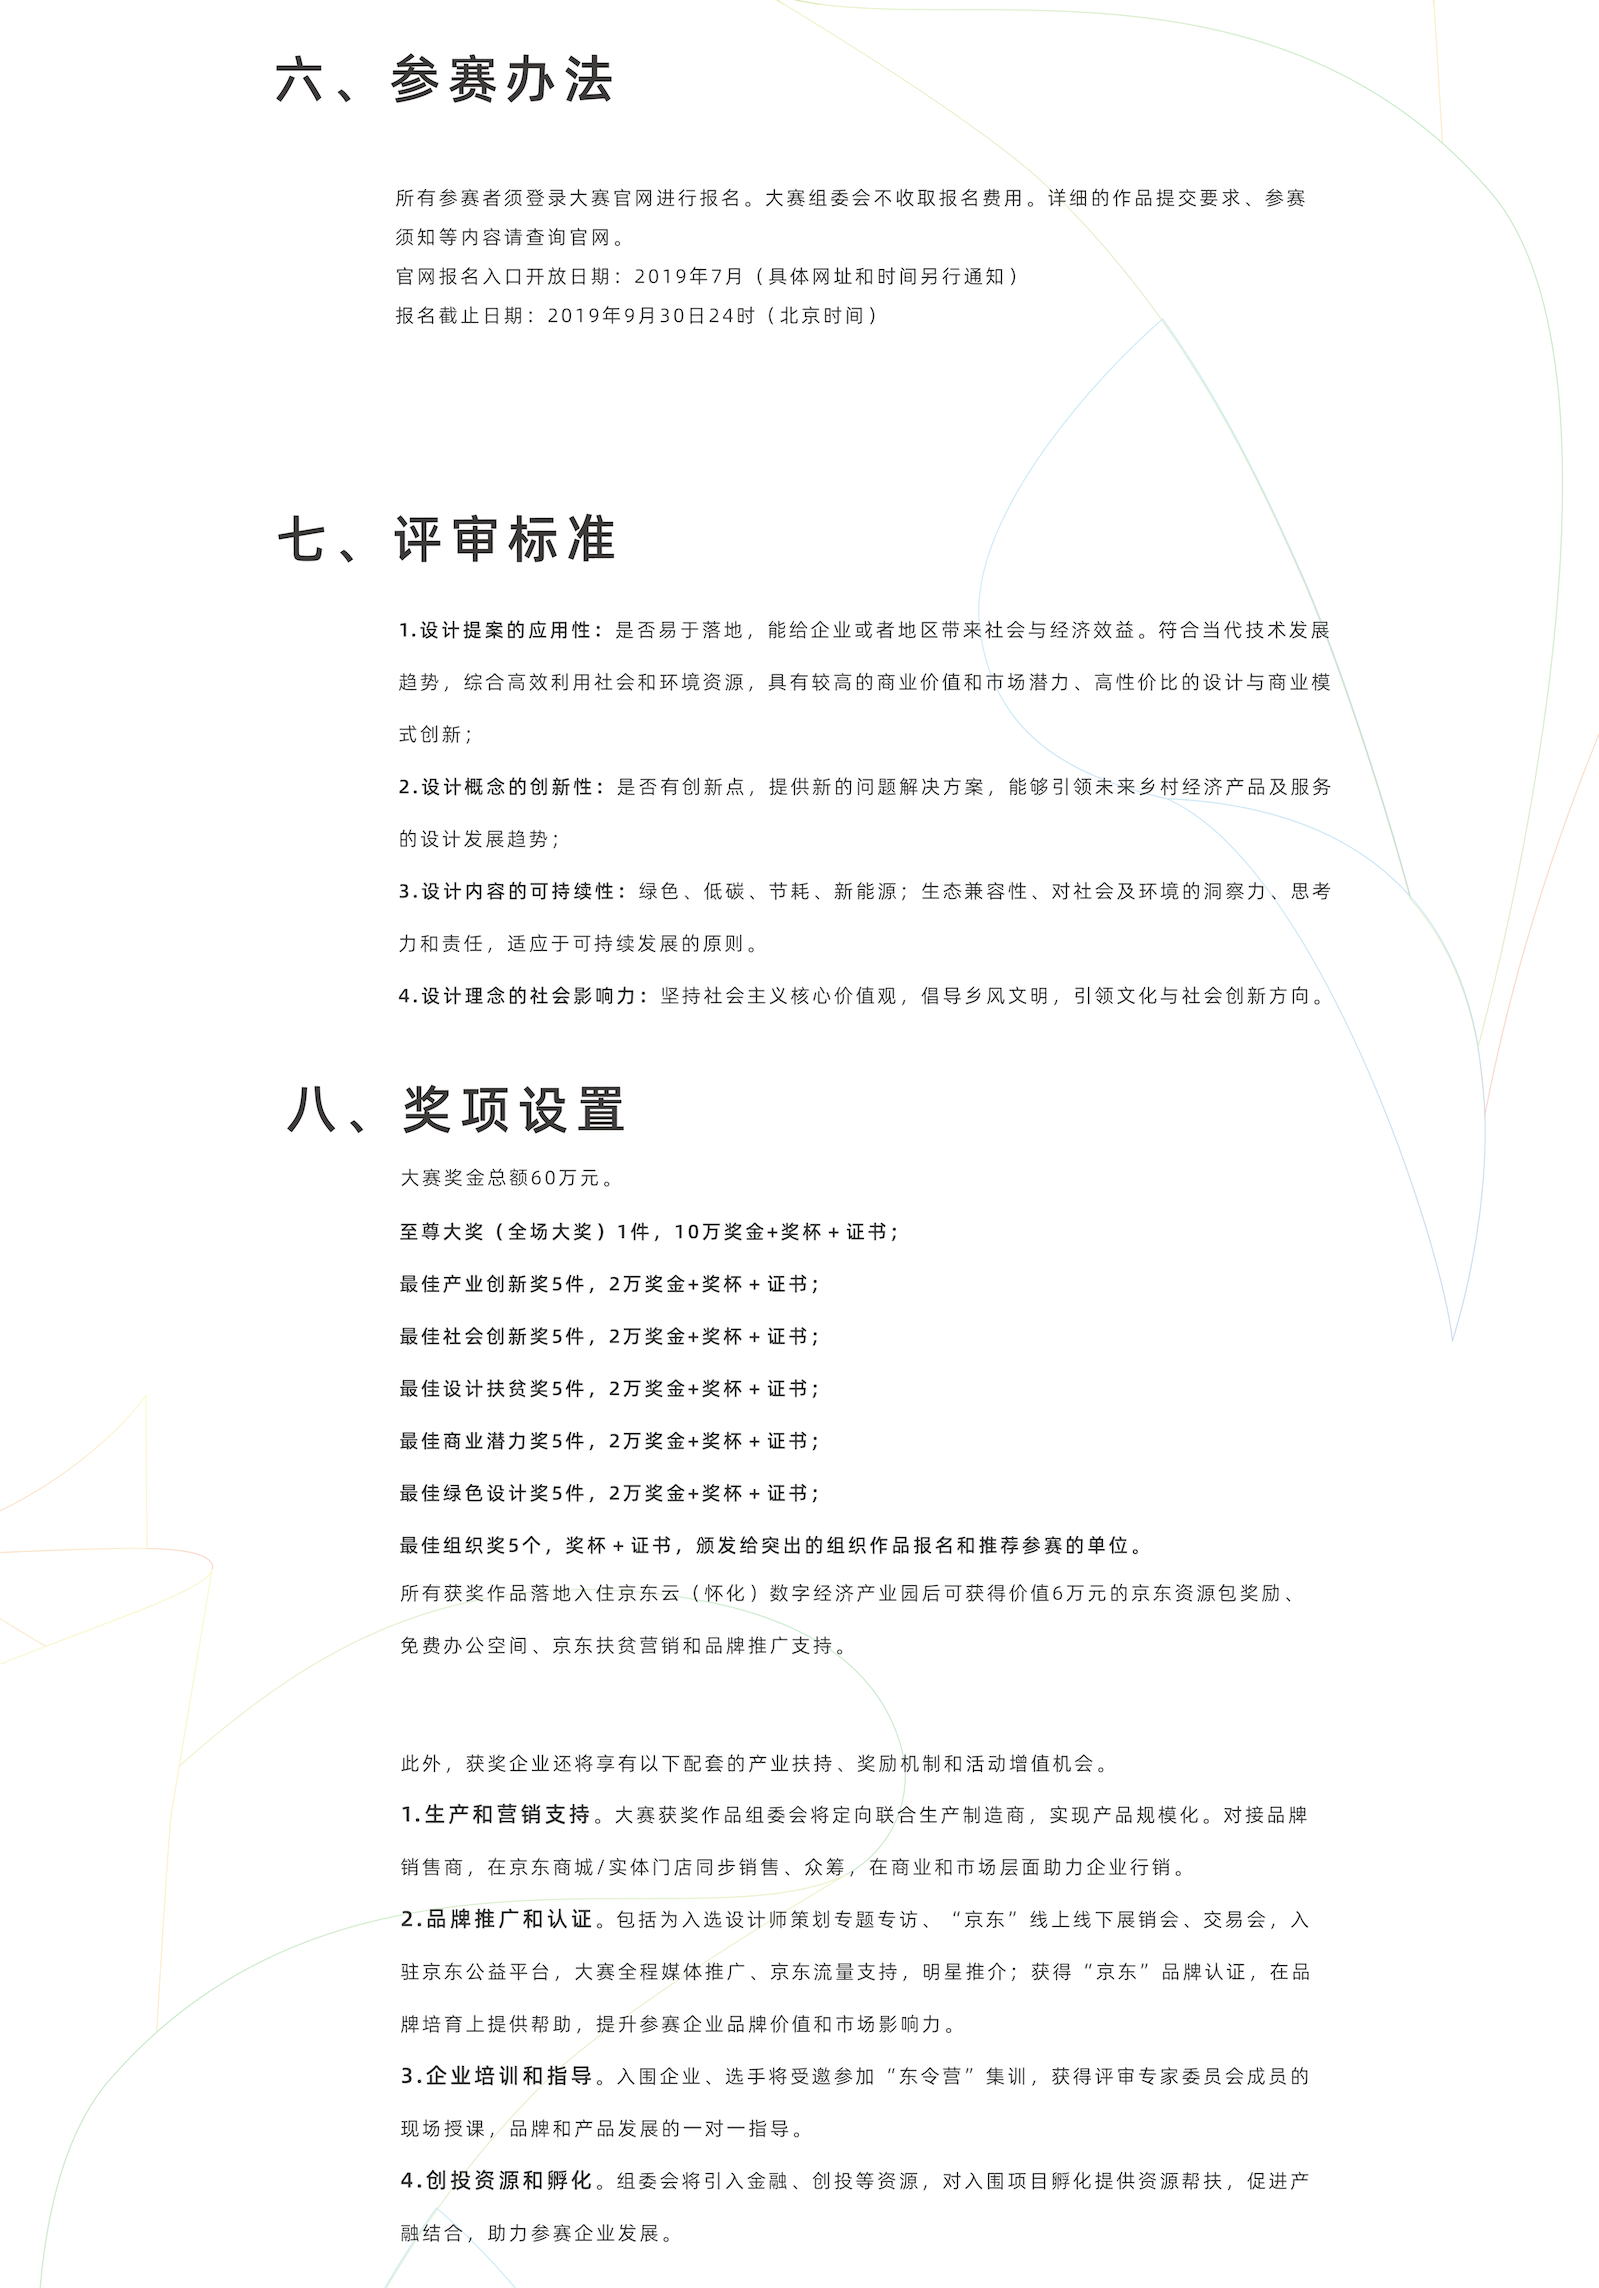 六、参赛办法
所有参赛者须登录大赛官网进行报名。大赛组委会不收取报名费用。详细的作品提交要求、参赛
须知等内容请查询官网。
官网报名入口开放日期：2019年7月（具体网址和时间另行通知）
报名截止日期：2019年9月30日24时（北京时间）
七、评审标准
1.设计提案的应用性：是否易于落地，能给企业或者地区带来社会与经济效益。符合当代技术发展
趋势，综合高效利用社会和环境资源，具有较高的商业价值和市场潜力、高性价比的设计与商业模
式创新；
2.设计概念的创新性：是否有创新点，提供新的问题解决方案，能够引领未来乡村经济产品及服务
的设计发展趋势；
3.设计内容的可持续性：绿色、低碳、节耗、新能源；生态兼容性、对社会及环境的洞察力、思考
力和责任，适应于可持续发展的原则。
4.设计理念的社会影响力：坚持社会主义核心价值观，倡导乡风文明，引领文化与社会创新方向。
八、奖项设置
大赛奖金总额60万元。
至尊大奖（全场大奖）1件，10万奖金+奖杯+证书；
最佳产业创新奖5件，2万奖金+奖杯+证书；
最佳社会创新奖5件，2万奖金+奖杯+证书；
最佳设计扶贫奖5件，2万奖金+奖杯+证书；
最佳商业潜力奖5件，2万奖金+奖杯+证书；
最佳绿色设计奖5件，2万奖金+奖杯+证书；
最佳组织奖5个，奖杯+证书，颁发给突出的组织作品报名和推荐参赛的单位。
所有获奖作品落地入住京东云（怀化）数字经济产业园后可获得价值6万元的京东资源包奖励、
免费办公空间、京东扶贫营销和品牌推广支持。
此外，获奖企业还将享有以下配套的产业扶持、奖励机制和活动增值机会。
1.生产和营销支持。大赛获奖作品组委会将定向联合生产制造商，实现产品规模化。对接品牌
销售商，在京东商城/实体门店同步销售、众筹，在商业和市场层面助力企业行销。
2.品牌推广和认证。包括为入选设计师策划专题专访、“京东”线上线下展销会、交易会，入
驻京东公益平台，大赛全程媒体推广、京东流量支持，明星推介；获得“京东”品牌认证，在品
牌培育上提供帮助，提升参赛企业品牌价值和市场影响力。
3.企业培训和指导。入围企业、选手将受邀参加“东令营”集训，获得评审专家委员会成员的
现场授课，品牌和产品发展的一对一指导。
4.创投资源和孵化。组委会将引入金融、创投等资源，对入围项目孵化提供资源帮扶，促进产
融结合，助力参赛企业发展。